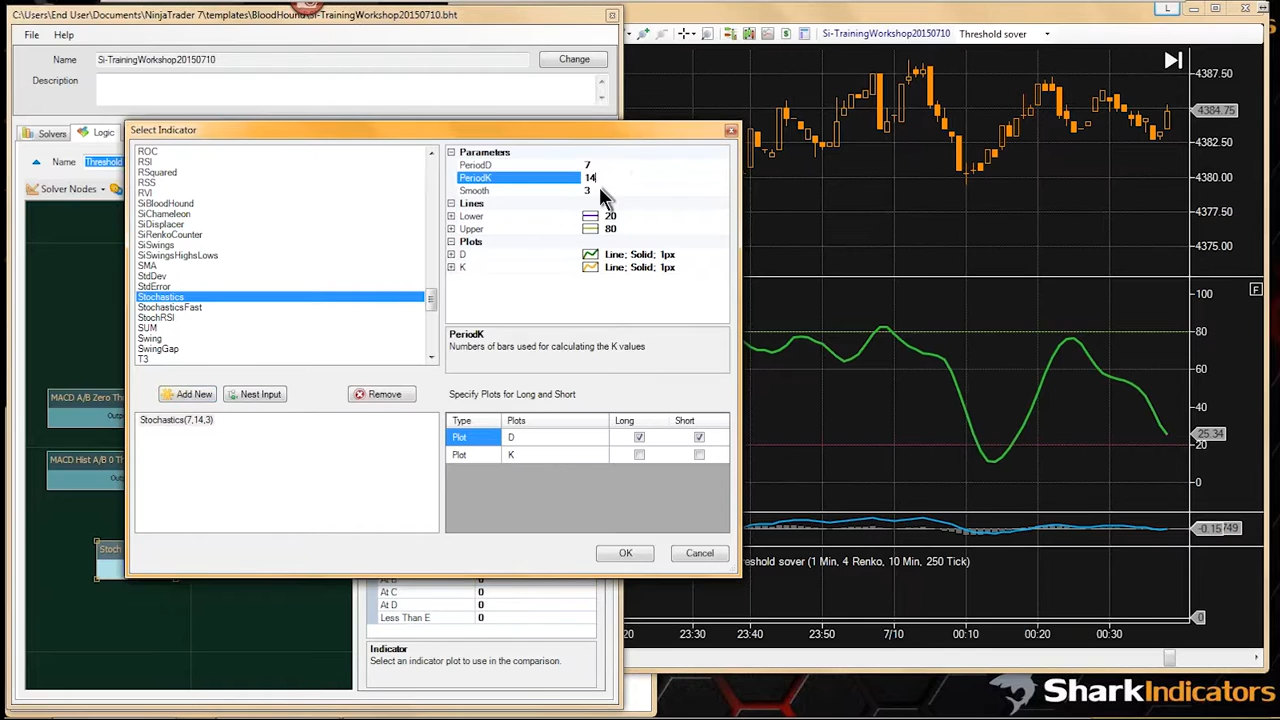 C:\Users\End User\Documents\NinjaTrader 7\templates\BloodHound\Si-TrainingWorkshop20150710.bht
L
File Help
Si-TrainingWorkshop20150710 Threshold sover
Name Si-TrainingWorkshop20150710 Change
Description
Solvers Logic
Name Threshold
Solver Nodes
MACD A/B Zero Th
Outp
MACD Hist A/B 0 T
Outp
Stoch
Select Indicator
ROC
RSI
RSquared
RSS
RVI
SiBloodHound
SiChameleon
SiDisplacer
SiRenkoCounter
SiSwings
SiSwingsHighsLows
SMA
StdDev
StdError
Stochastics
StochasticsFast
StochRSI
SUM
Swing
SwingGap
T3
Parameters
PeriodD 7
PeriodK 14
Smooth 3
Lines
Lower 20
Upper 80
Plots
D Line; Solid; 1px
K Line; Solid; 1px
PeriodK
Numbers of bars used for calculating the K values
Add New Nest Input Remove
Specify Plots for Long and Short
Stochastics(7,14,3)
Type Plots Long Short
Plot D
Plot K
OK Cancel
At B 0
At C 0
At D 0
Less Than E 0
Indicator
Select an indicator plot to use in the comparison.
4387.50
4384.75
4382.50
4380.00
4377.50
4375.00
F
100
80
60
40
25.34
20
0
-0.15749
hreshold sover (1 Min, 4 Renko, 10 Min, 250 Tick)
0
:20 23:30 23:40 23:50 7/10 00:10 00:20 00:30
SharkIndicators